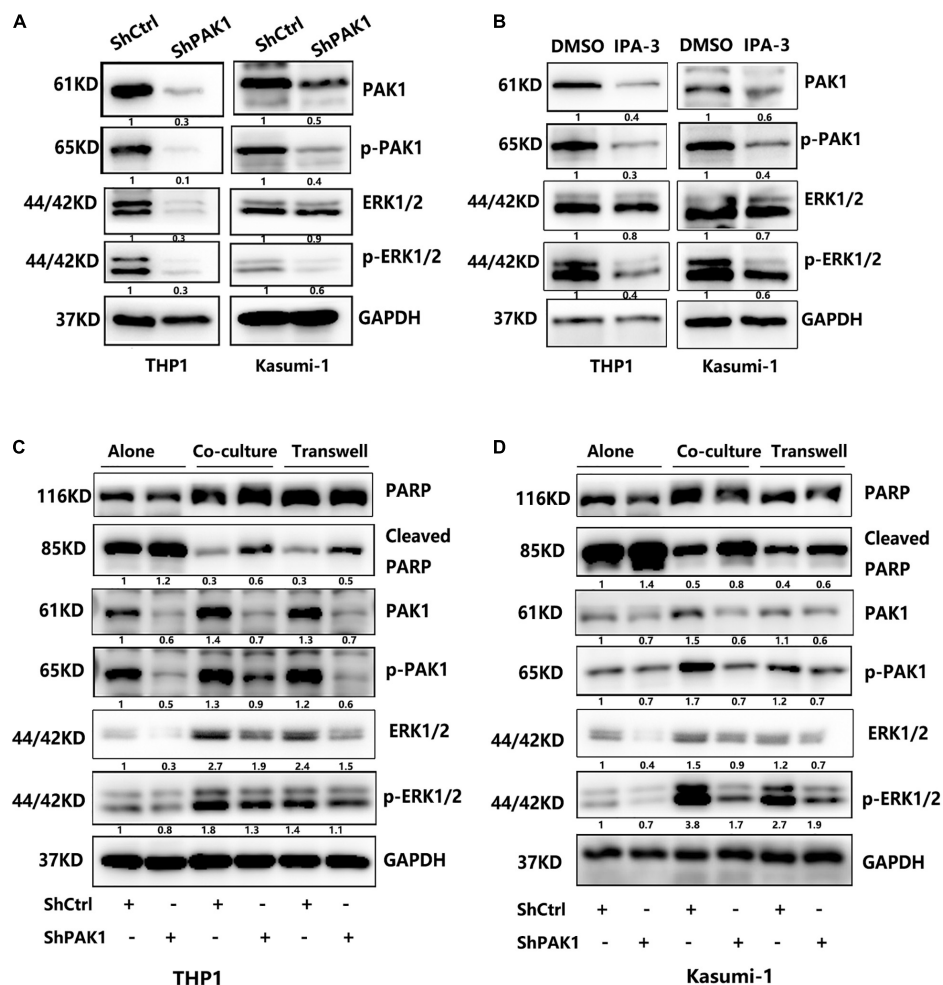 A
ShCtrl ShPAK1 ShCtrl ShPAK1
61KD PAK1
1 0.3 1 0.5
65KD p-PAK1
1 0.1 1 0.4
44/42KD ERK1/2
1 0.3 1 0.9
44/42KD p-ERK1/2
1 0.3 1 0.6
37KD GAPDH
THP1 Kasumi-1
B
DMSO IPA-3 DMSO IPA-3
61KD PAK1
1 0.4 1 0.6
65KD p-PAK1
1 0.3 1 0.4
44/42KD ERK1/2
1 0.8 1 0.7
44/42KD p-ERK1/2
1 0.4 1 0.6
37KD GAPDH
THP1 Kasumi-1
C
Alone Co-culture Transwell
116KD PARP
85KD Cleaved
PARP
1 1.2 0.3 0.6 0.3 0.5
61KD PAK1
1 0.6 1.4 0.7 1.3 0.7
65KD p-PAK1
1 0.5 1.3 0.9 1.2 0.6
44/42KD ERK1/2
1 0.3 2.7 1.9 2.4 1.5
44/42KD p-ERK1/2
1 0.8 1.8 1.3 1.4 1.1
37KD GAPDH
ShCtrl + - + - + -
ShPAK1 - + - + - +
THP1
D
Alone Co-culture Transwell
116KD PARP
85KD Cleaved
PARP
1 1.4 0.5 0.8 0.4 0.6
61KD PAK1
1 0.7 1.5 0.6 1.1 0.6
65KD p-PAK1
1 0.7 1.7 0.7 1.2 0.7
44/42KD ERK1/2
1 0.4 1.5 0.9 1.2 0.7
44/42KD p-ERK1/2
1 0.7 3.8 1.7 2.7 1.9
37KD GAPDH
ShCtrl + - + - + -
ShPAK1 - + - + - +
Kasumi-1